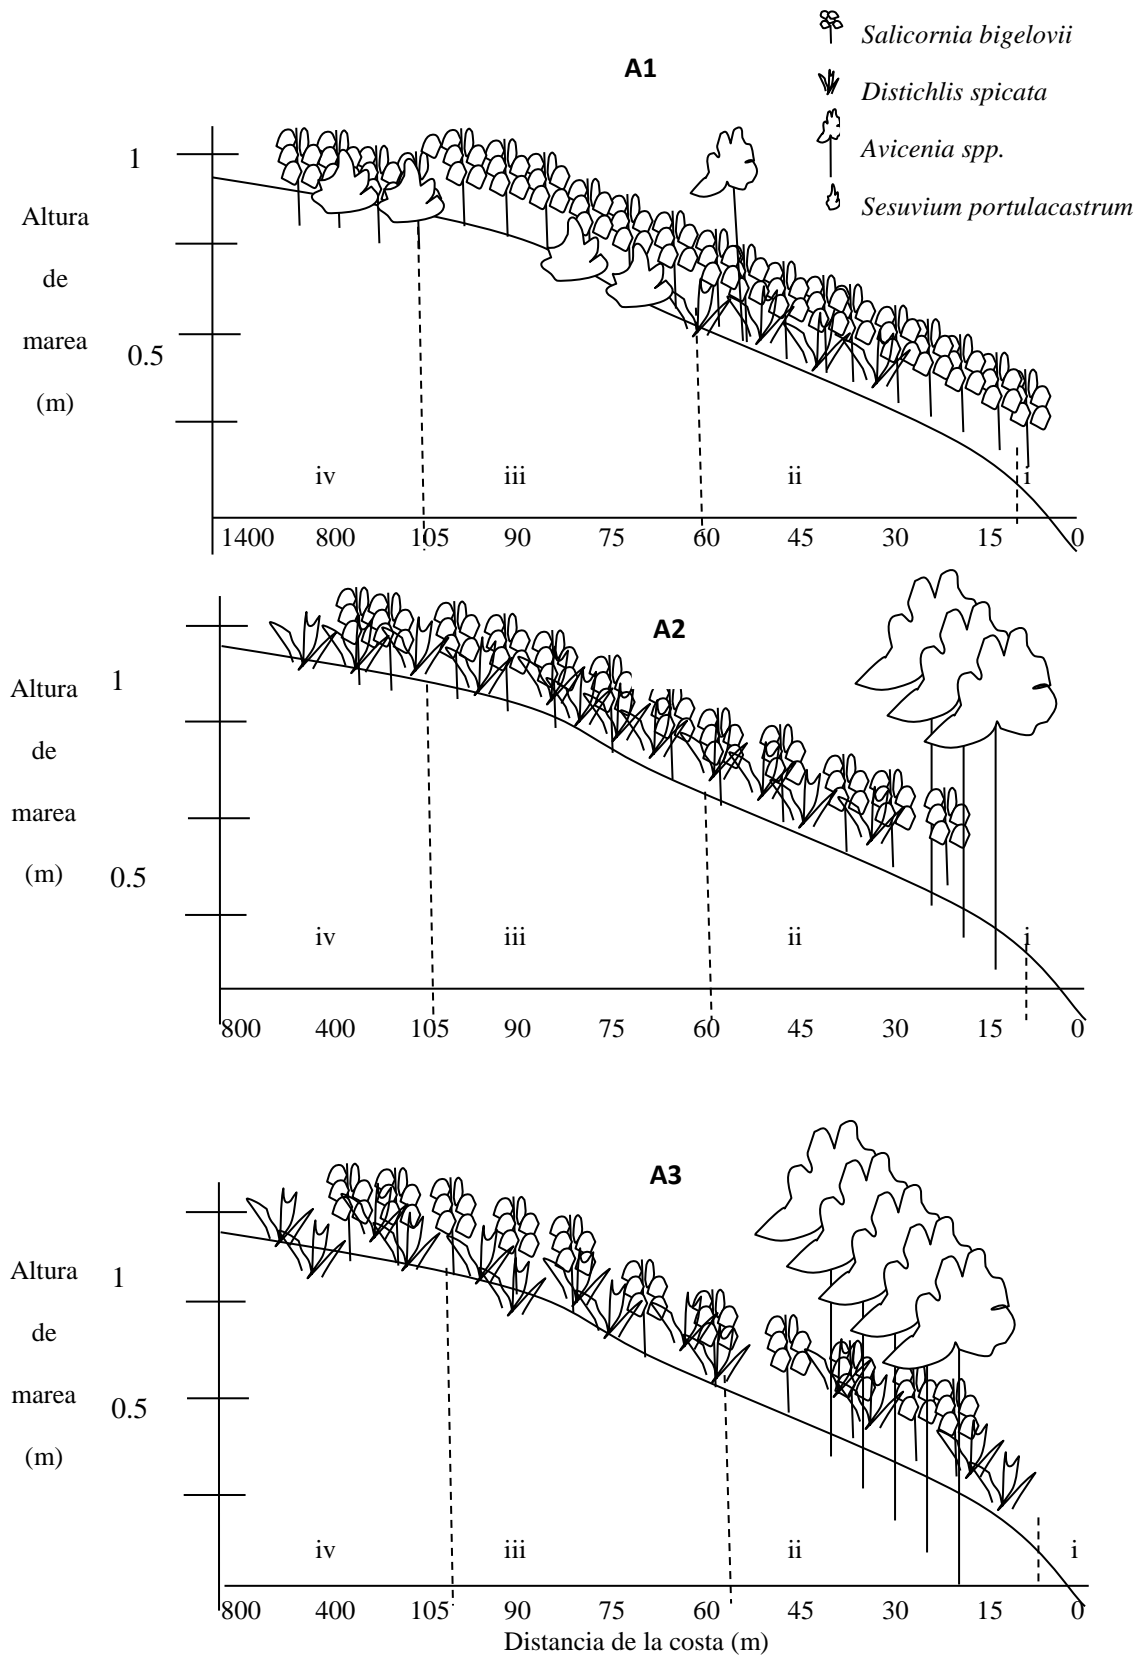 Salicornia bigelovii
A1
Distichlis spicata
Avicenia spp.
Sesuvium portulacastrum
1
Altura
de
marea
(m)
0.5
iv iii ii i
1400 800 105 90 75 60 45 30 15 0
A2
1
Altura
de
marea
(m)
0.5
iv iii ii i
800 400 105 90 75 60 45 30 15 0
A3
1
Altura
de
marea
(m)
0.5
iv iii ii i
800 400 105 90 75 60 45 30 15 0
Distancia de la costa (m)